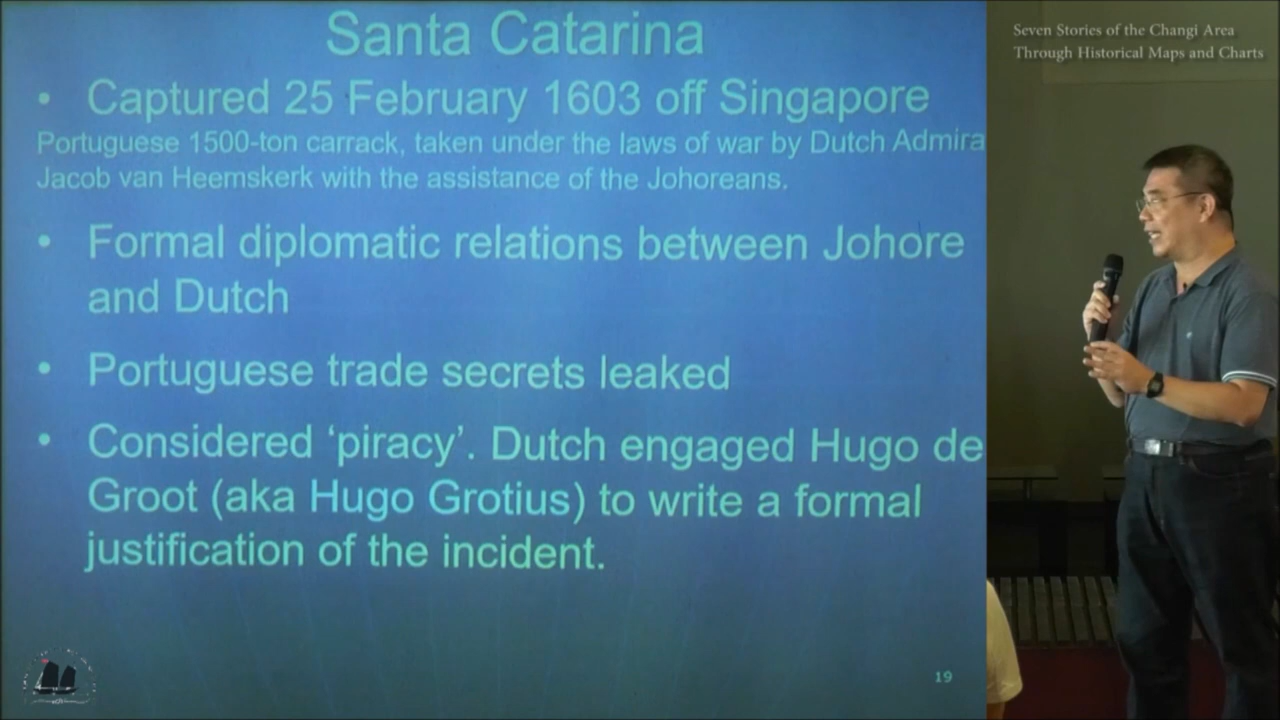 Santa Catarina
• Captured 25 February 1603 off Singapore
Portuguese 1500-ton carrack, taken under the laws of war by Dutch Admira
Jacob van Heemskerk with the assistance of the Johoreans.
• Formal diplomatic relations between Johore
and Dutch
• Portuguese trade secrets leaked
• Considered ‘piracy’. Dutch engaged Hugo de
Groot (aka Hugo Grotius) to write a formal
justification of the incident.
19
Seven Stories of the Changi Area
Through Historical Maps and Charts